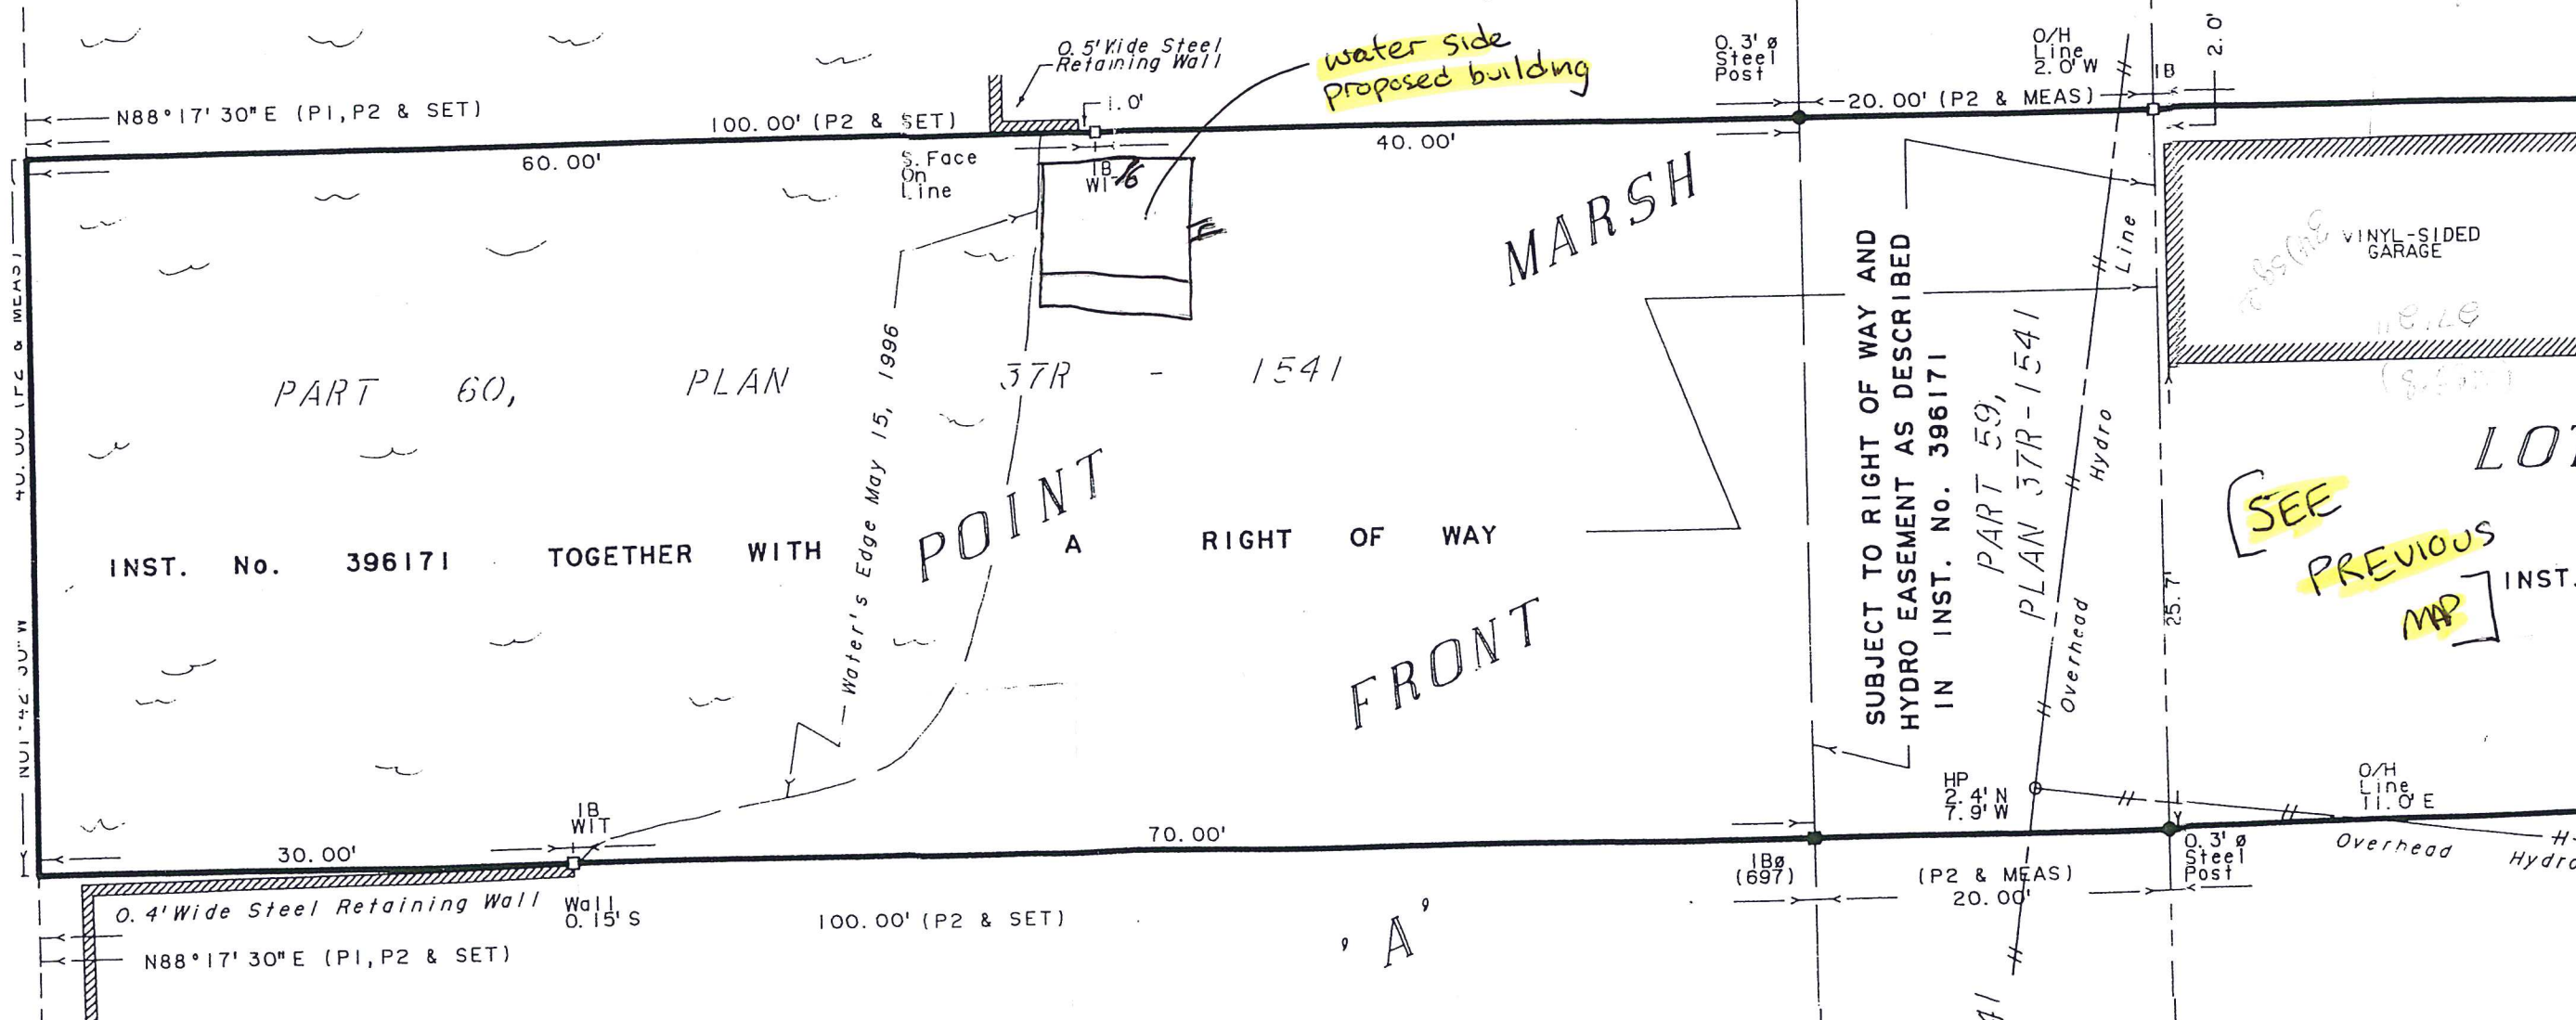 0.5' Wide Steel
Retaining Wall
water side
proposed building
0.3' ø
Steel
Post
O/H
Line
2.0' W
IB
2.0'
N88°17'30"E (P1,P2 & SET)
100.00' (P2 & SET)
1.0'
20.00' (P2 & MEAS)
60.00'
40.00'
S. Face
On
Line
IB
MARSH
VINYL-SIDED
GARAGE
Line
Water's Edge May 15, 1996
PART 60, PLAN 37R - 1541
SUBJECT TO RIGHT OF WAY AND
HYDRO EASEMENT AS DESCRIBED
IN INST. No. 396171
PART 59,
PLAN 37R-1541
Hydro
Overhead
25.7'
SEE
PREVIOUS
MAP
INST.
POINT
INST. No. 396171 TOGETHER WITH A RIGHT OF WAY
FRONT
HP
2.4' N
7.9' W
O/H
Line
11.0' E
IB
WIT
30.00'
70.00'
IBø
(697)
(P2 & MEAS)
20.00'
0.3' ø
Steel
Post
Overhead
0.4' Wide Steel Retaining Wall
Wall
0.15' S
100.00' (P2 & SET)
'A'
N88°17'30"E (P1,P2 & SET)